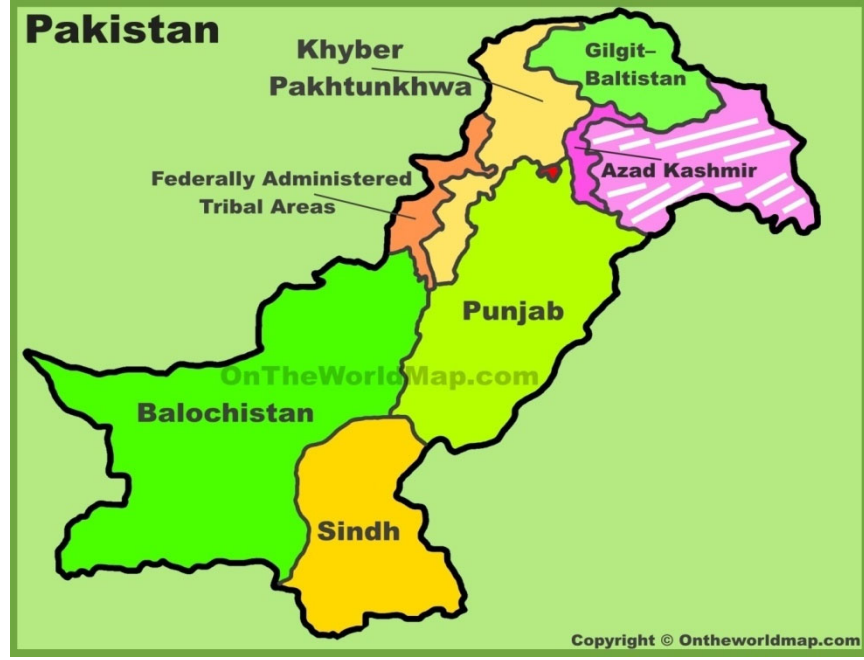 Pakistan
Khyber
Pakhtunkhwa
Gilgit–
Baltistan
Azad Kashmir
Federally Administered
Tribal Areas
Punjab
OnTheWorldMap.com
Balochistan
Sindh
Copyright © Ontheworldmap.com